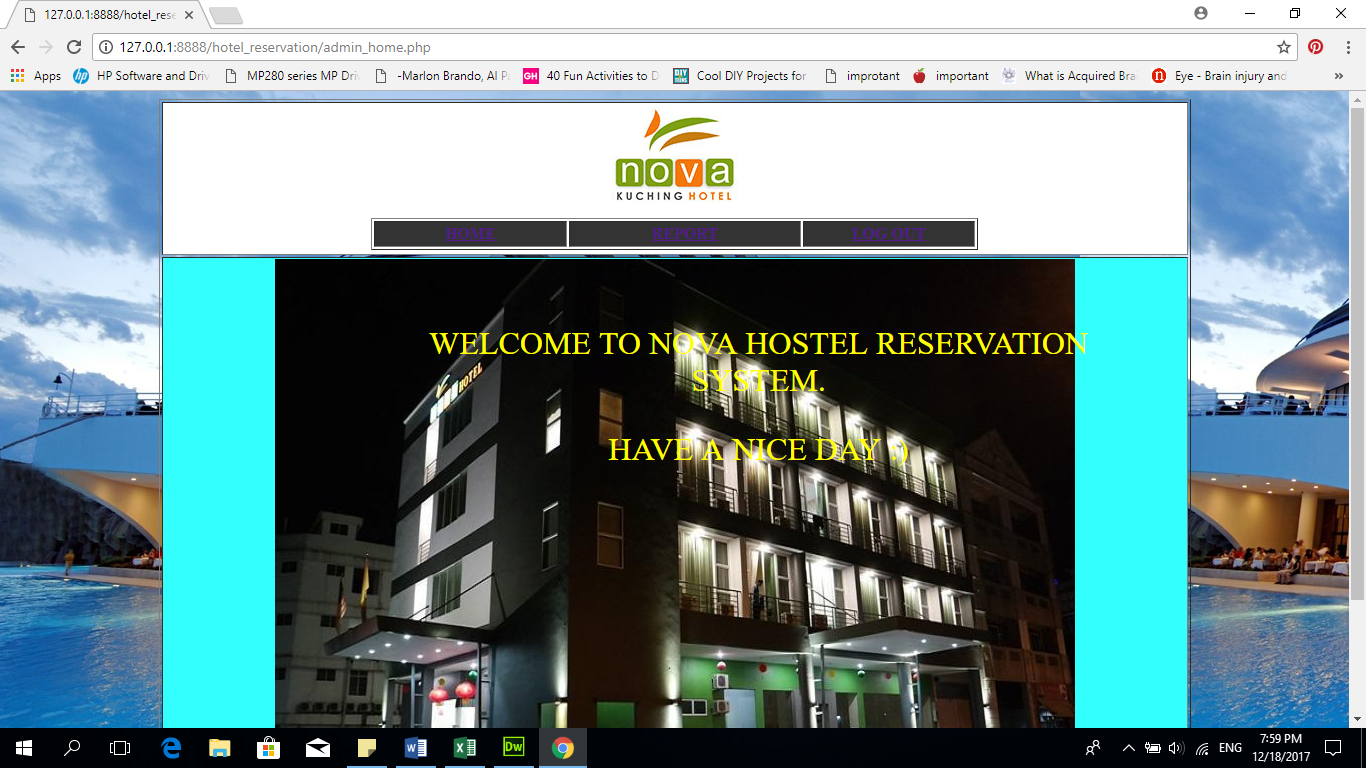 127.0.0.1:8888/hotel_rese
127.0.0.1:8888/hotel_reservation/admin_home.php
Apps HP Software and Driv MP280 series MP Driv -Marlon Brando, Al Pa 40 Fun Activities to D Cool DIY Projects for improtant important What is Acquired Brai Eye - Brain injury and
nova
KUCHING HOTEL
HOME REPORT LOG OUT
WELCOME TO NOVA HOSTEL RESERVATION
SYSTEM.
HAVE A NICE DAY :)
HOTEL
ENG
7:59 PM
12/18/2017